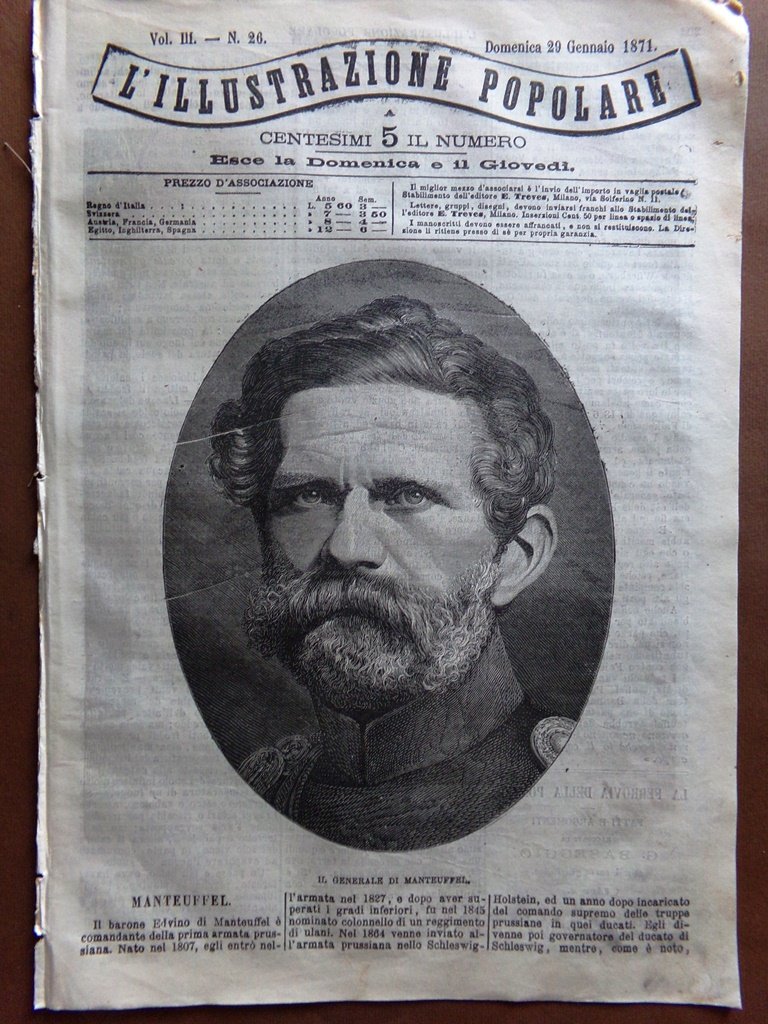 Vol. III. — N. 26.
Domenica 29 Gennaio 1871.
L'ILLUSTRAZIONE POPOLARE
A
CENTESIMI 5 IL NUMERO
Esce la Domenica e il Giovedì.
PREZZO D'ASSOCIAZIONE
Anno Sem.
Regno d'Italia . . . . L. 5 60 3 —
Svizzera . . . . » 7 — 3 50
Austria, Francia, Germania . . . . » 8 — 4 —
Egitto, Inghilterra, Spagna . . . . » 12 — 6 —
Il miglior mezzo d'associarsi è l'invio dell'importo in vaglia postale
Stabilimento dell'editore E. Treves, Milano, via Solferino N. 11.
Lettere, gruppi, disegni, devono inviarsi franchi allo Stabilimento del-
l'editore E. Treves, Milano. Inserzioni Cent. 50 per linea o spazio di linea.
I manoscritti devono essere affrancati, e non si restituiscono. La Dire-
zione li ritiene presso di sè per propria garanzia.
IL GENERALE DI MANTEUFFEL.
MANTEUFFEL.
Il barone Edvino di Manteuffel è
comandante della prima armata prus-
siana. Nato nel 1807, egli entrò nel-
l'armata nel 1827, e dopo aver su-
perati i gradi inferiori, fu nel 1845
nominato colonnello di un reggimento
di ulani. Nel 1864 venne inviato al-
l'armata prussiana nello Schleswig-
Holstein, ed un anno dopo incaricato
del comando supremo delle truppe
prussiane in quei ducati. Egli di-
venne poi governatore del ducato di
Schleswig, mentre, come è noto,